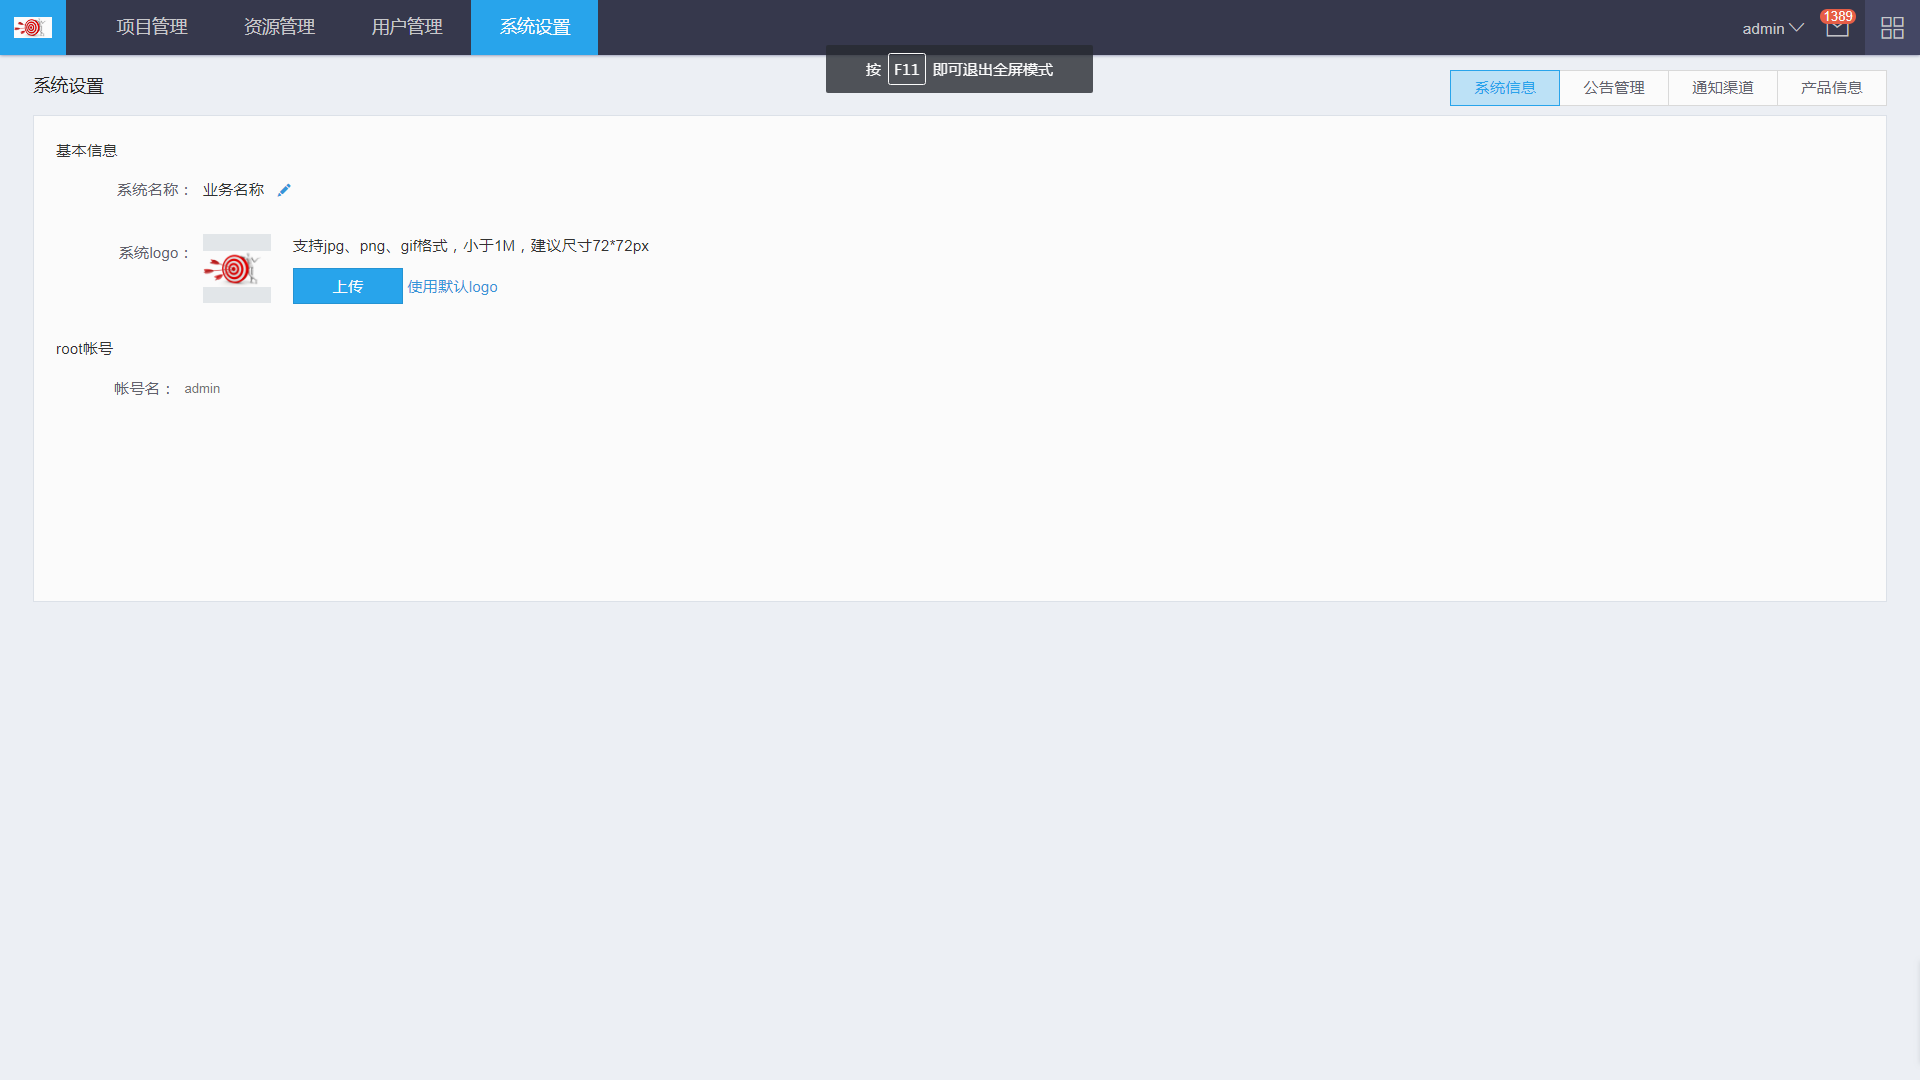 项目管理 资源管理 用户管理 系统设置 admin 1389
按 F11 即可退出全屏模式
系统设置 系统信息 公告管理 通知渠道 产品信息
基本信息
系统名称： 业务名称
系统logo： 支持jpg、png、gif格式，小于1M，建议尺寸72*72px
上传 使用默认logo
root帐号
帐号名： admin